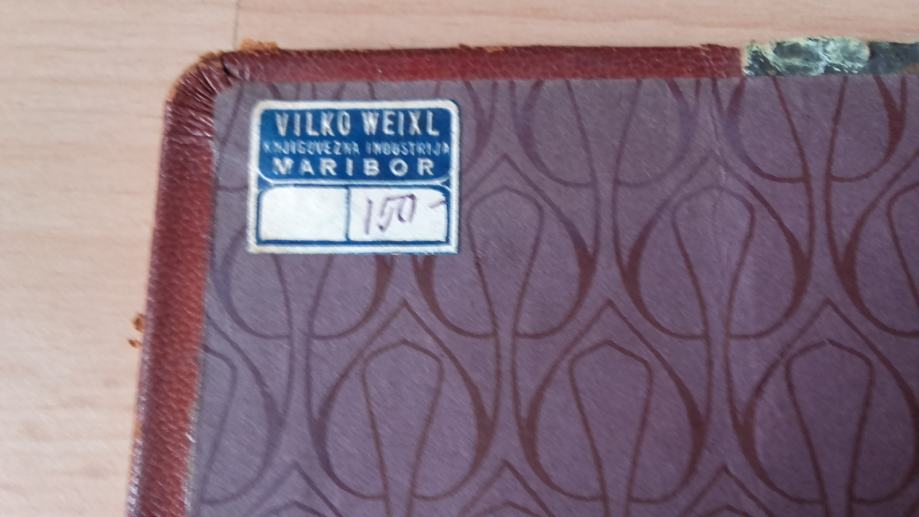 VILKO WEIXL
KNJIGOVEZNA INDUSTRIJA
MARIBOR
150-